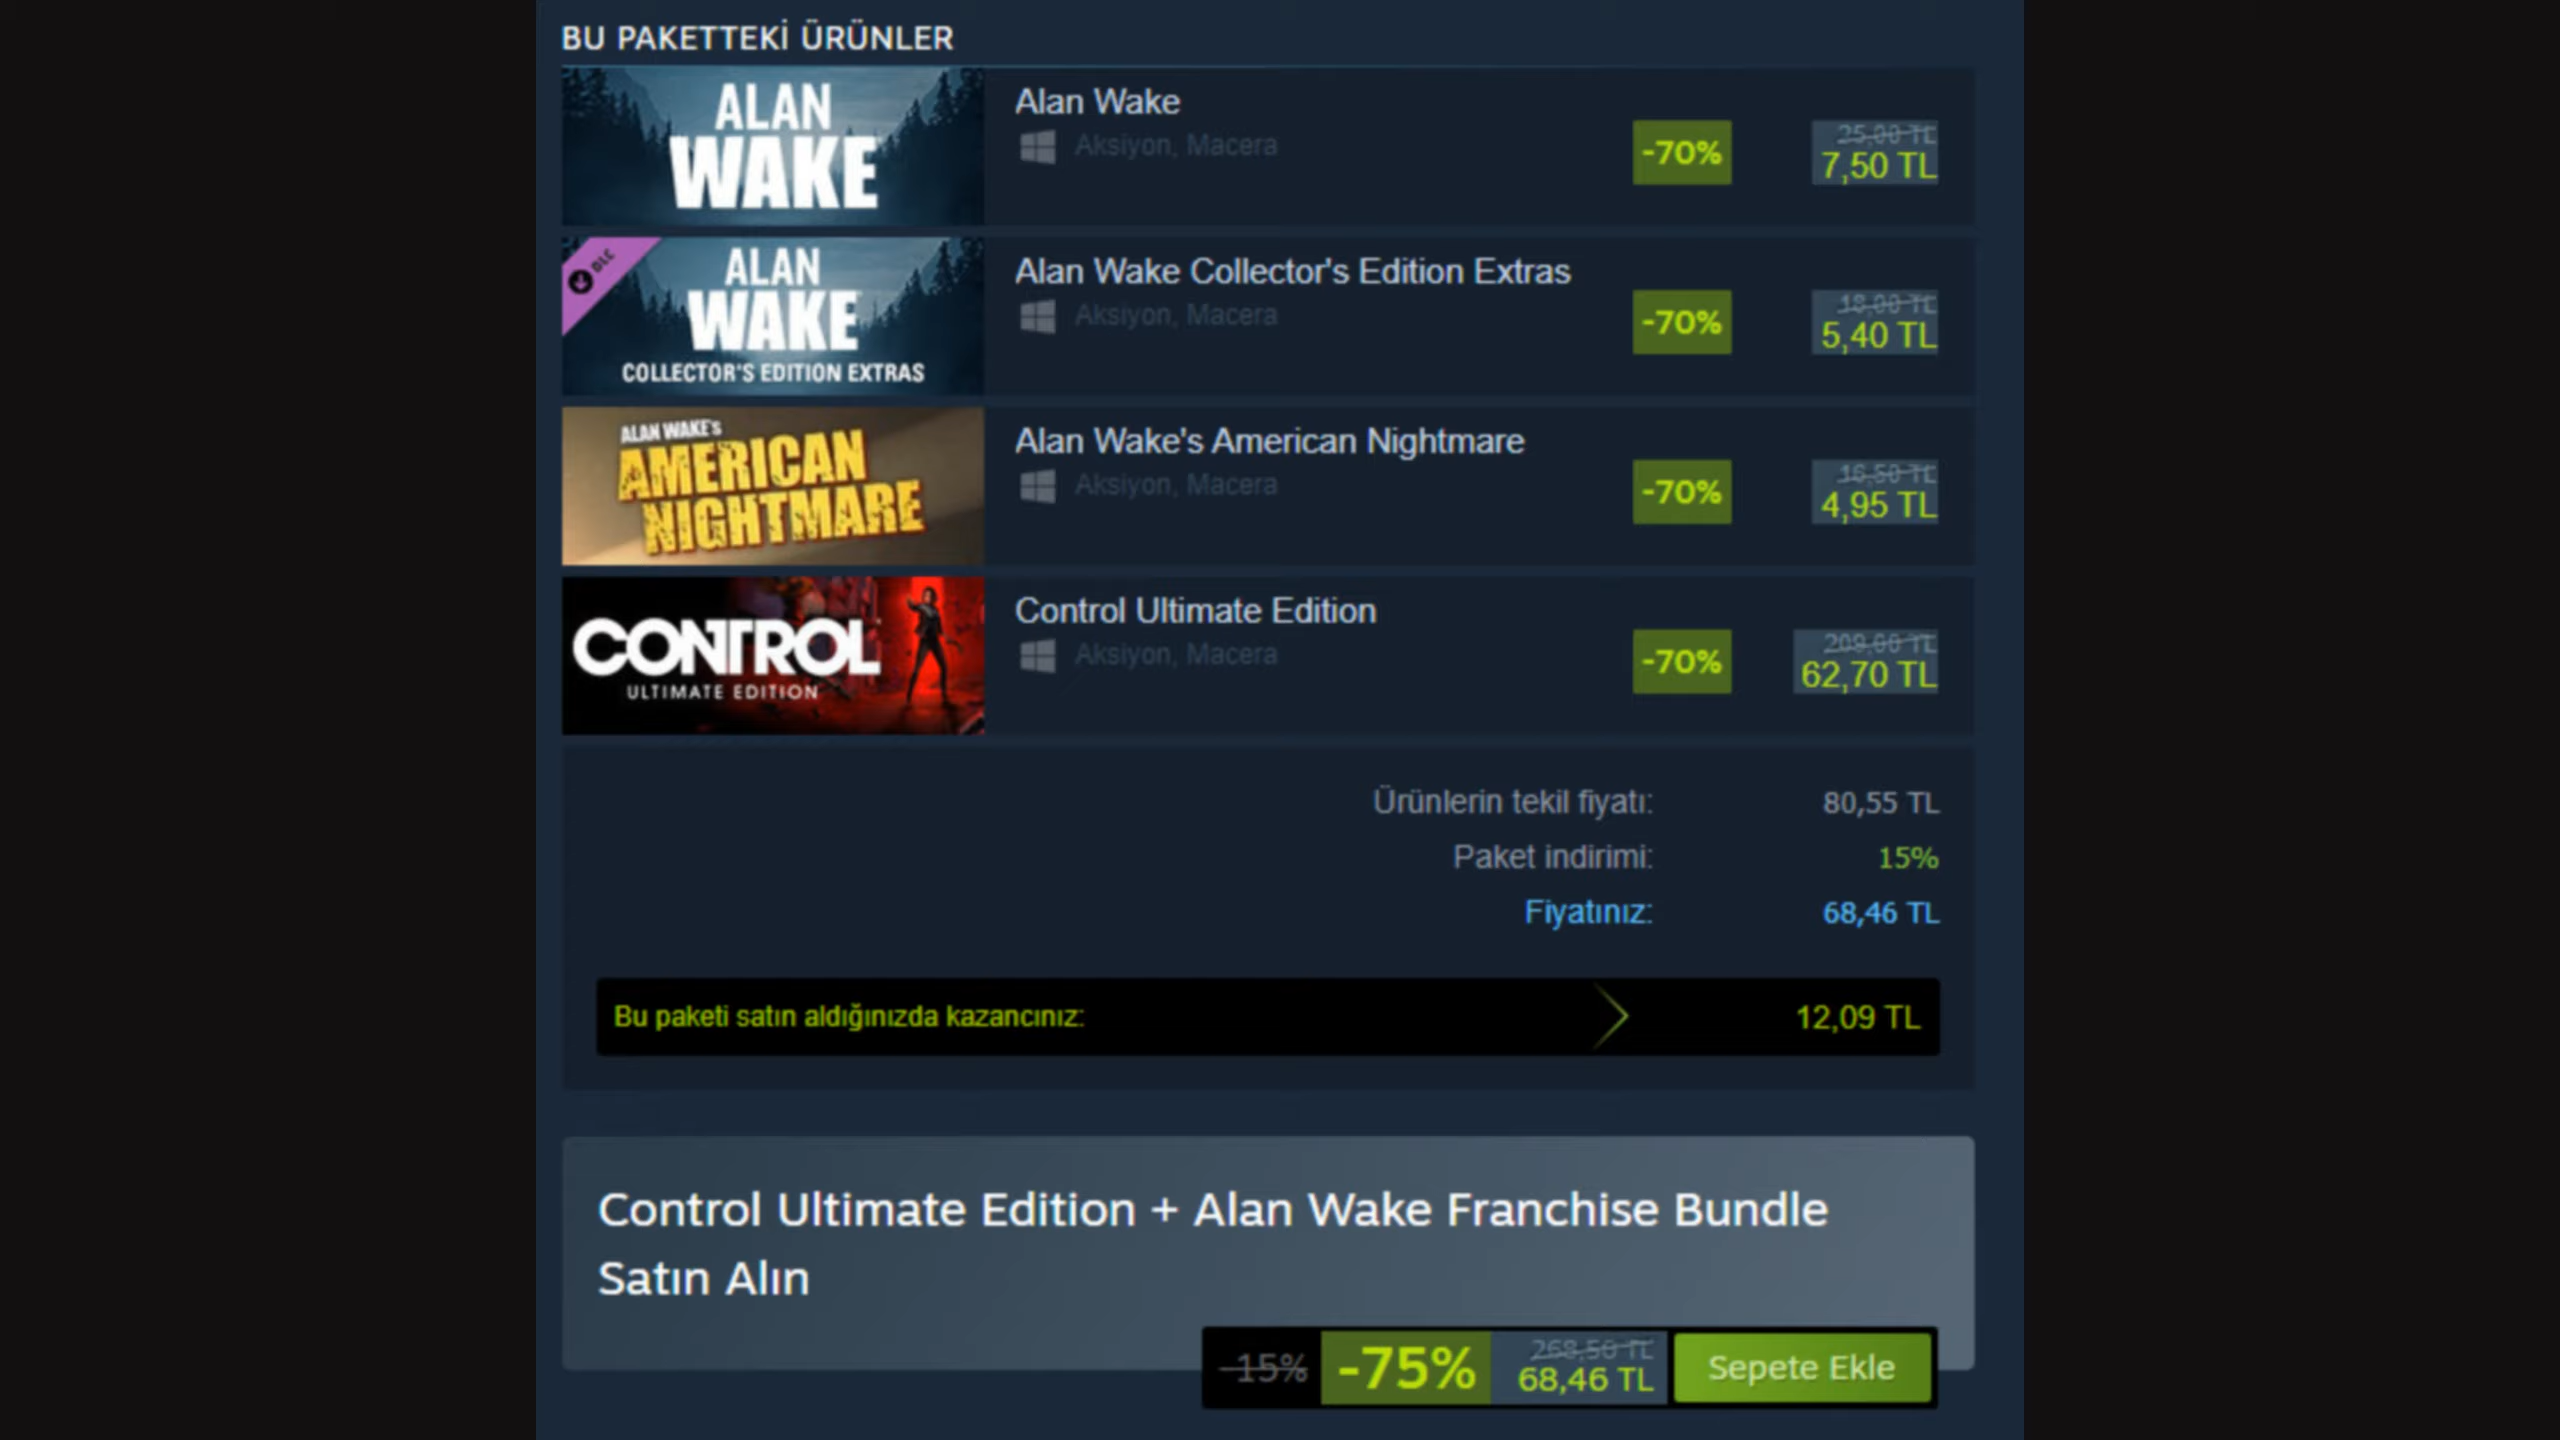 BU PAKETTEKİ ÜRÜNLER
ALAN
WAKE
Alan Wake
Aksiyon, Macera
-70%
25,00 TL
7,50 TL
DLC
ALAN
WAKE
COLLECTOR'S EDITION EXTRAS
Alan Wake Collector's Edition Extras
Aksiyon, Macera
-70%
18,00 TL
5,40 TL
ALAN WAKE'S
AMERICAN
NIGHTMARE
Alan Wake's American Nightmare
Aksiyon, Macera
-70%
16,50 TL
4,95 TL
CONTROL
ULTIMATE EDITION
Control Ultimate Edition
Aksiyon, Macera
-70%
209,00 TL
62,70 TL
Ürünlerin tekil fiyatı: 80,55 TL
Paket indirimi: 15%
Fiyatınız: 68,46 TL
Bu paketi satın aldığınızda kazancınız: 12,09 TL
Control Ultimate Edition + Alan Wake Franchise Bundle
Satın Alın
-15%
-75%
268,50 TL
68,46 TL
Sepete Ekle